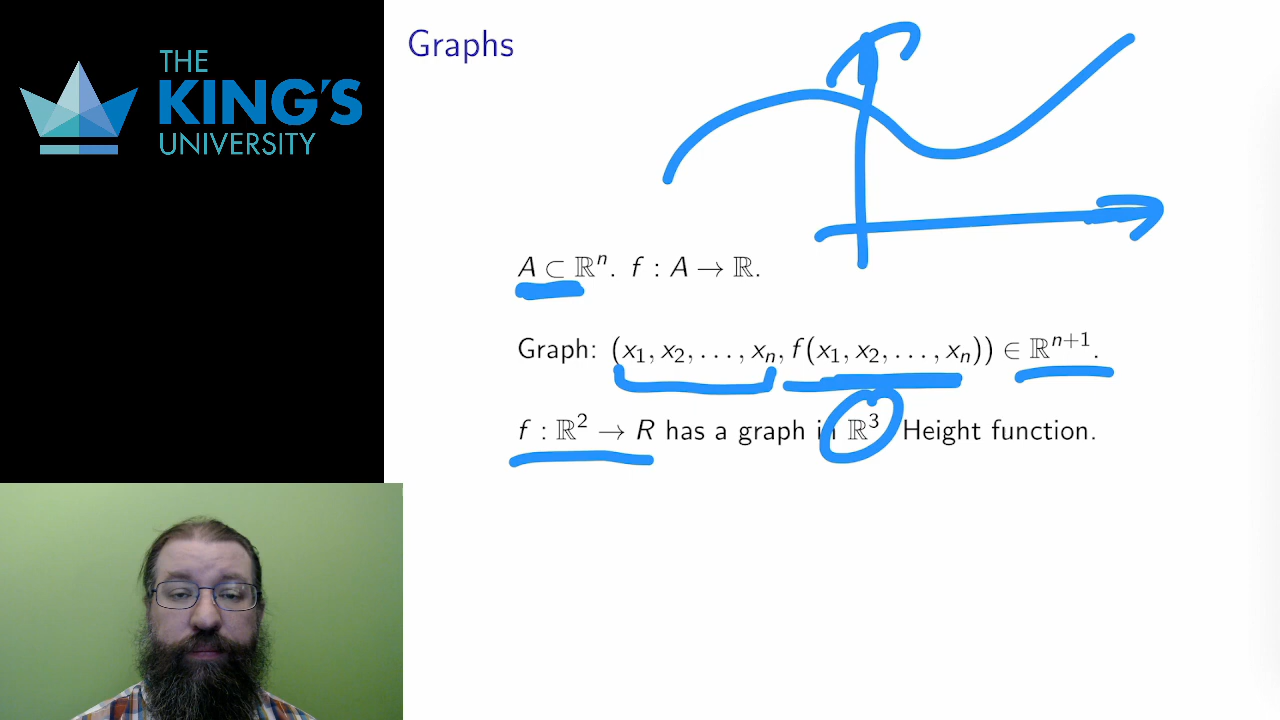 THE
KING'S
UNIVERSITY
Graphs
A ⊂ ℝⁿ. f : A → ℝ.
Graph: (x₁, x₂, . . . , xₙ, f(x₁, x₂, . . . , xₙ)) ∈ ℝⁿ⁺¹.
f : ℝ² → R has a graph in ℝ³ Height function.